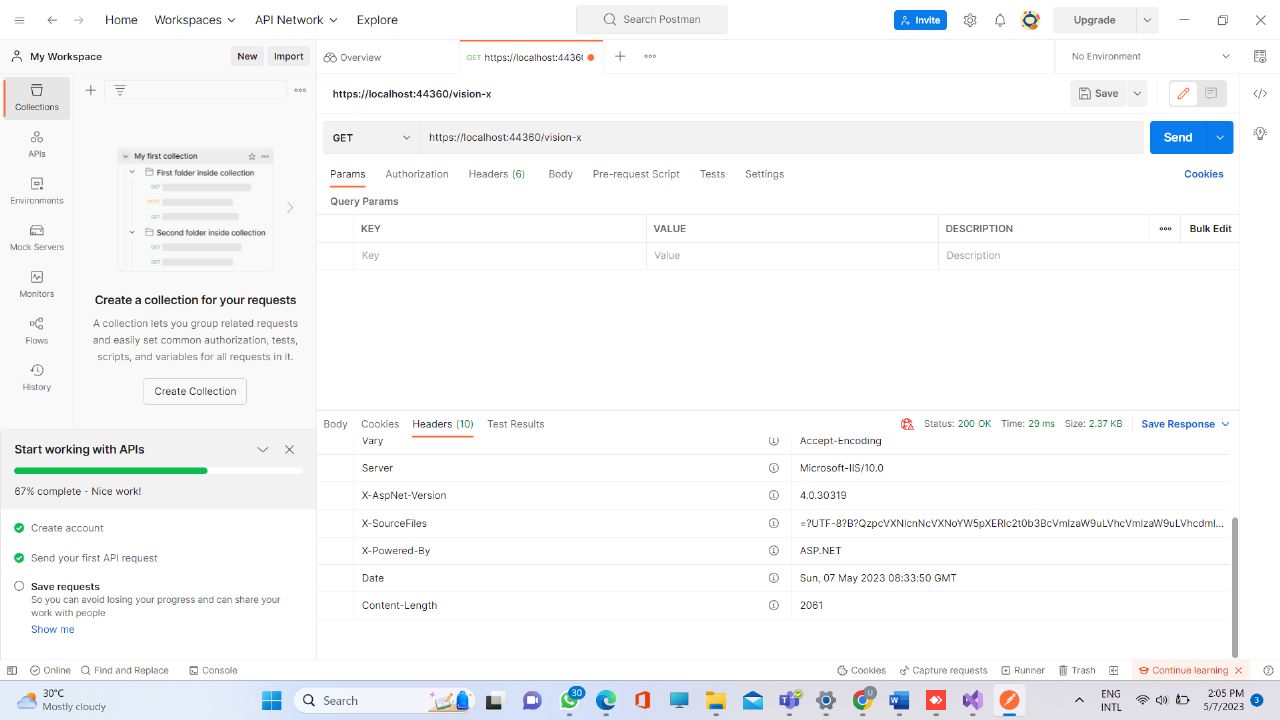 Home
Workspaces
API Network
Explore
Search Postman
Invite
Upgrade
My Workspace
New
Import
Overview
GET https://localhost:4436
No Environment
Collections
APIs
Environments
Mock Servers
Monitors
Flows
History
My first collection
First folder inside collection
GET
POST
GET
Second folder inside collection
GET
GET
Create a collection for your requests
A collection lets you group related requests
and easily set common authorization, tests,
scripts, and variables for all requests in it.
Create Collection
https://localhost:44360/vision-x
Save
GET
https://localhost:44360/vision-x
Send
Params Authorization Headers (6) Body Pre-request Script Tests Settings
Cookies
Query Params
KEY VALUE DESCRIPTION Bulk Edit
Key Value Description
Body Cookies Headers (10) Test Results
Status: 200 OK Time: 29 ms Size: 2.37 KB Save Response
Vary Accept-Encoding
Server Microsoft-IIS/10.0
X-AspNet-Version 4.0.30319
X-SourceFiles
X-Powered-By ASP.NET
Date Sun, 07 May 2023 08:33:50 GMT
Content-Length 2061
Start working with APIs
67% complete - Nice work!
Create account
Send your first API request
Save requests
So you can avoid losing your progress and can share your
work with people
Show me
Online
Find and Replace
Console
Cookies
Capture requests
Runner
Trash
Continue learning
30°C
Mostly cloudy
Search
30
U
ENG
INTL
2:05 PM
5/7/2023
3